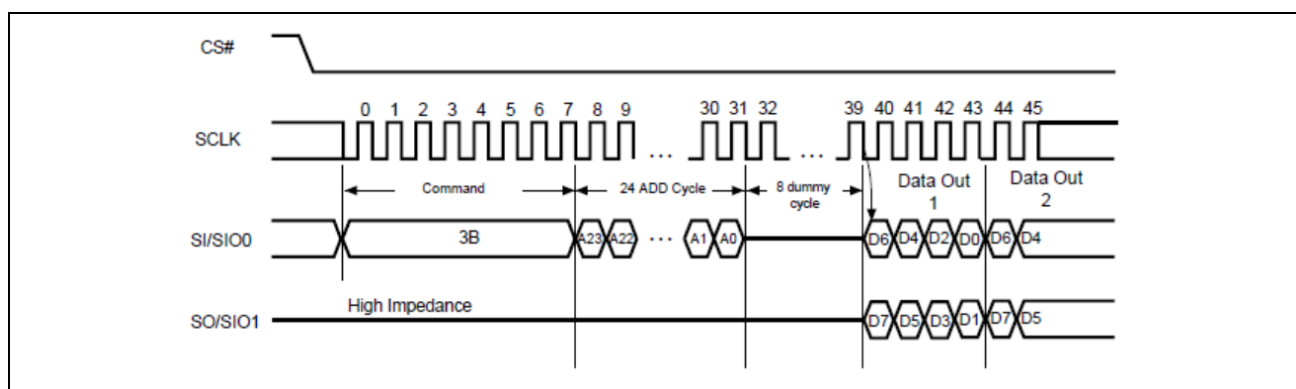 CS#
0 1 2 3 4 5 6 7 8 9 30 31 32 39 40 41 42 43 44 45
SCLK
... ...
Command 24 ADD Cycle 8 dummy cycle Data Out 1 Data Out 2
SI/SIO0 3B A23 A22 ... A1 A0 D6 D4 D2 D0 D6 D4
High Impedance
SO/SIO1 D7 D5 D3 D1 D7 D5